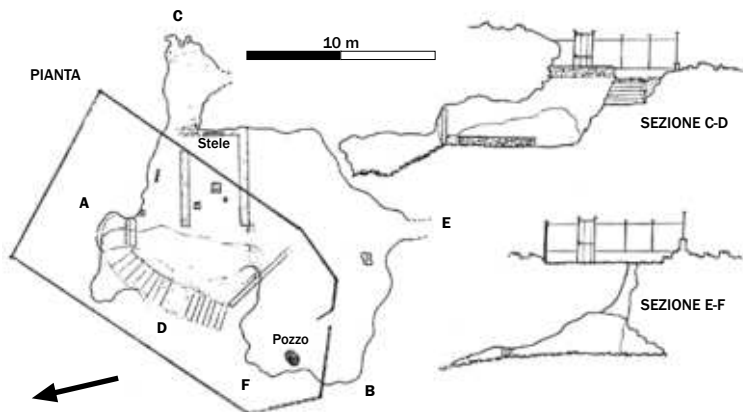 C
10 m
PIANTA
Stele
SEZIONE C-D
A
E
SEZIONE E-F
D
Pozzo
F
B